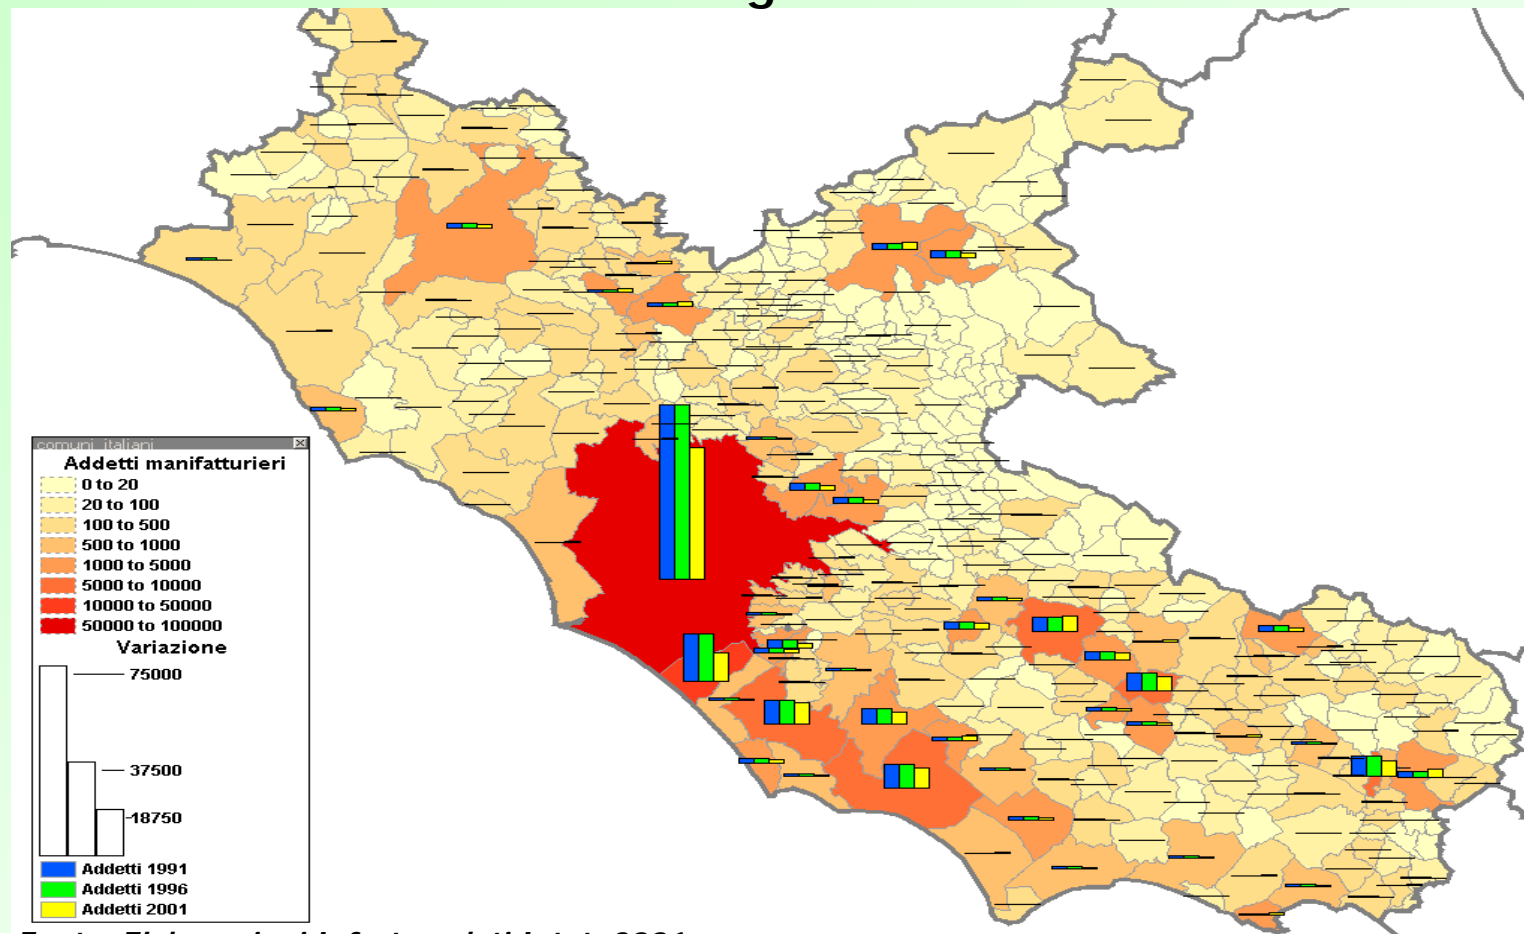 g
comuni_italiani
Addetti manifatturieri
0 to 20
20 to 100
100 to 500
500 to 1000
1000 to 5000
5000 to 10000
10000 to 50000
50000 to 100000
Variazione
75000
37500
18750
Addetti 1991
Addetti 1996
Addetti 2001